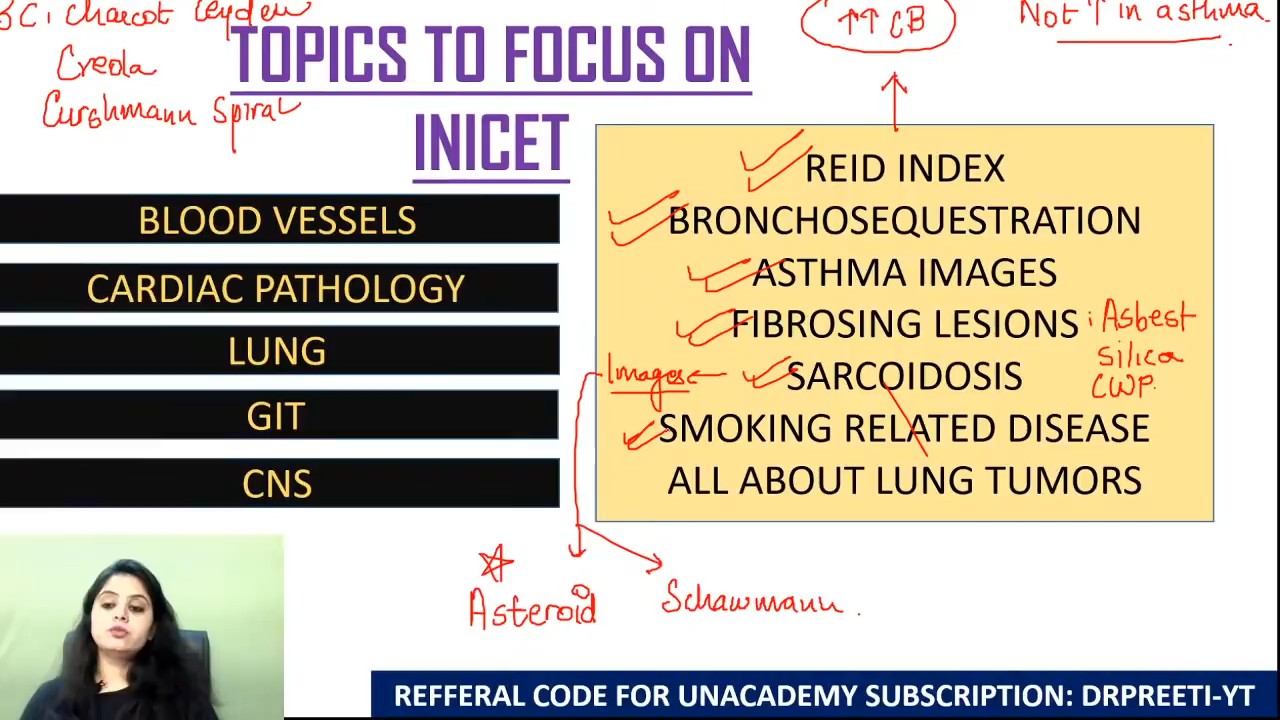 3C: Charcot Leyden
Creola
Curshmann Spiral
↑↑ CB
Not ↑ in asthma.
TOPICS TO FOCUS ON
INICET
BLOOD VESSELS
CARDIAC PATHOLOGY
LUNG
GIT
CNS
REID INDEX
BRONCHOSEQUESTRATION
ASTHMA IMAGES
FIBROSING LESIONS : Asbest
silica
CWP.
Images ← SARCOIDOSIS
SMOKING RELATED DISEASE
ALL ABOUT LUNG TUMORS
Asteroid
Schawmann.
REFFERAL CODE FOR UNACADEMY SUBSCRIPTION: DRPREETI-YT